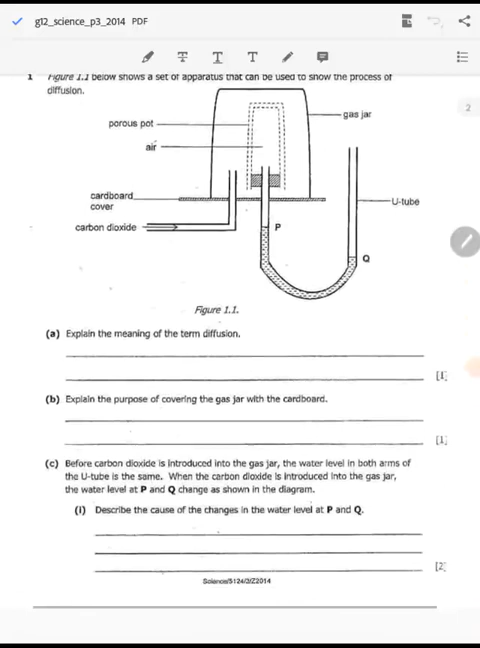 g12_science_p3_2014 PDF
1 Figure 1.1 below shows a set of apparatus that can be used to show the process of
diffusion.
2
gas jar
porous pot
air
cardboard
cover
U-tube
carbon dioxide
P
Q
Figure 1.1.
(a) Explain the meaning of the term diffusion.
[1]
(b) Explain the purpose of covering the gas jar with the cardboard.
[1]
(c) Before carbon dioxide is introduced into the gas jar, the water level in both arms of
the U-tube is the same. When the carbon dioxide is introduced into the gas jar,
the water level at P and Q change as shown in the diagram.
(i) Describe the cause of the changes in the water level at P and Q.
[2]
Science/5124/2/Z2014